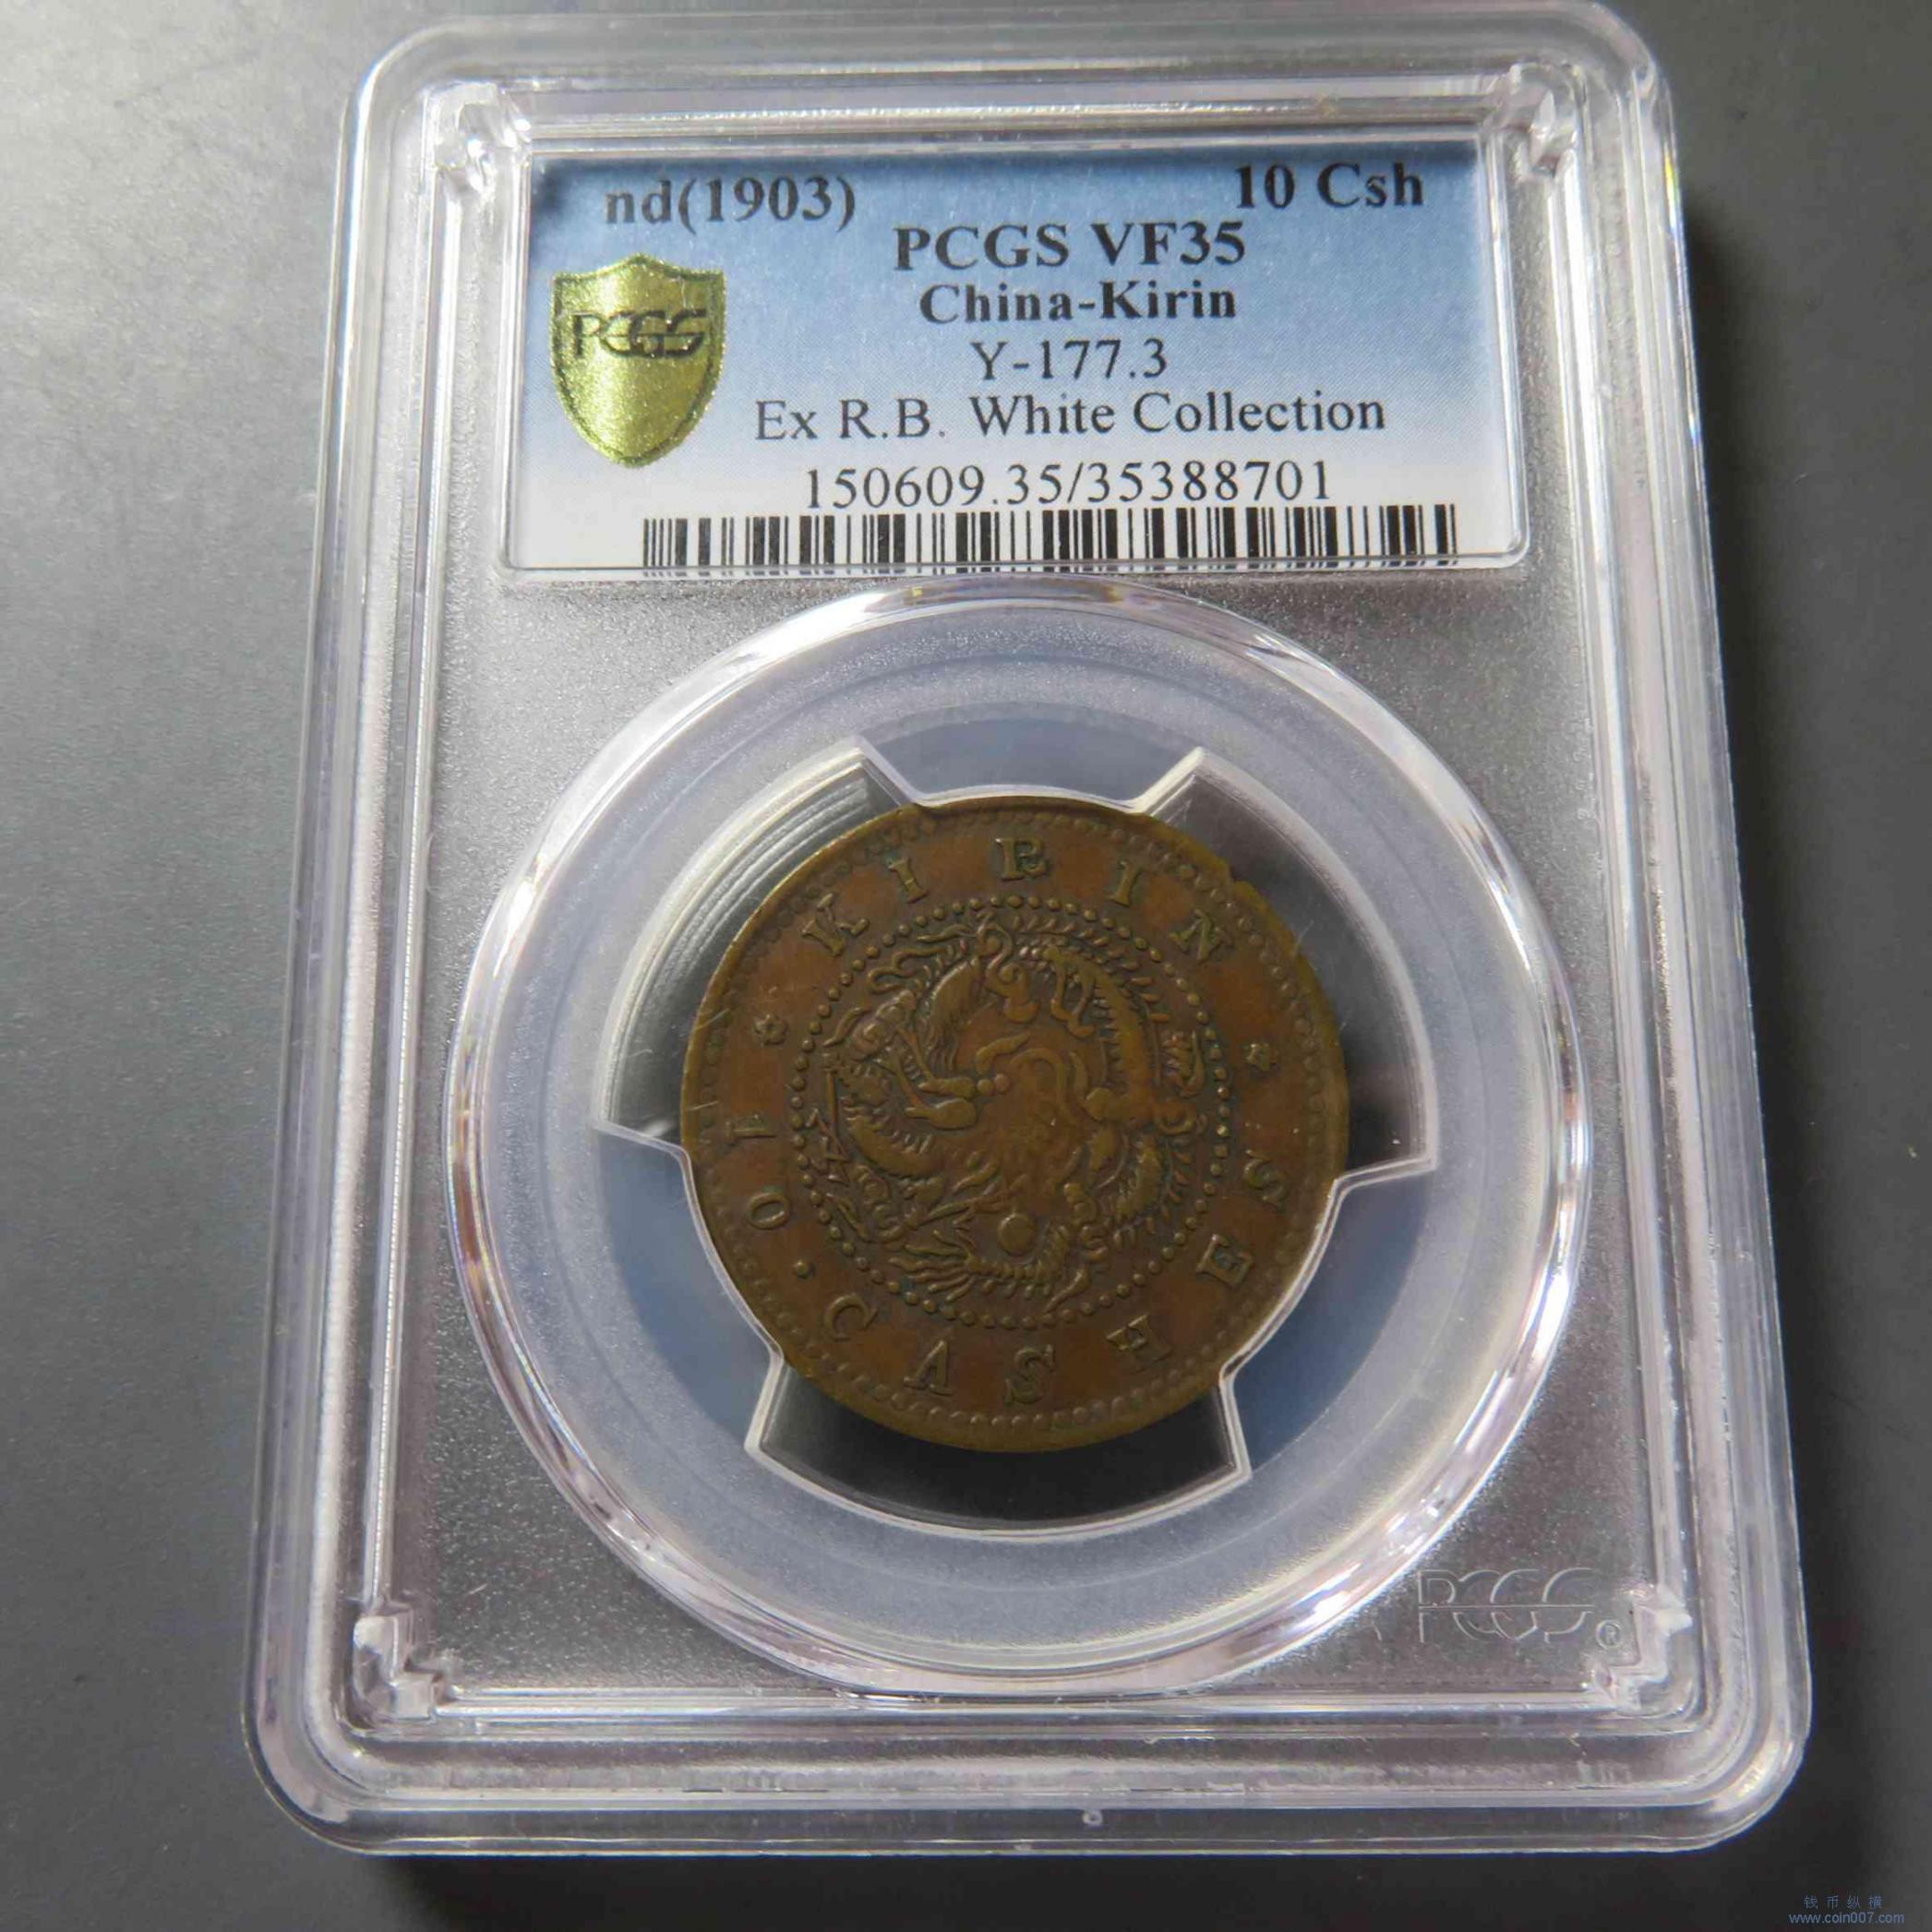 nd(1903) 10 Csh
PCGS VF35
China-Kirin
PCGS
Y-177.3
Ex R.B. White Collection
150609.35/35388701
KIRIN
10 · CASHES
PCGS®
钱币纵横
www.coin007.com